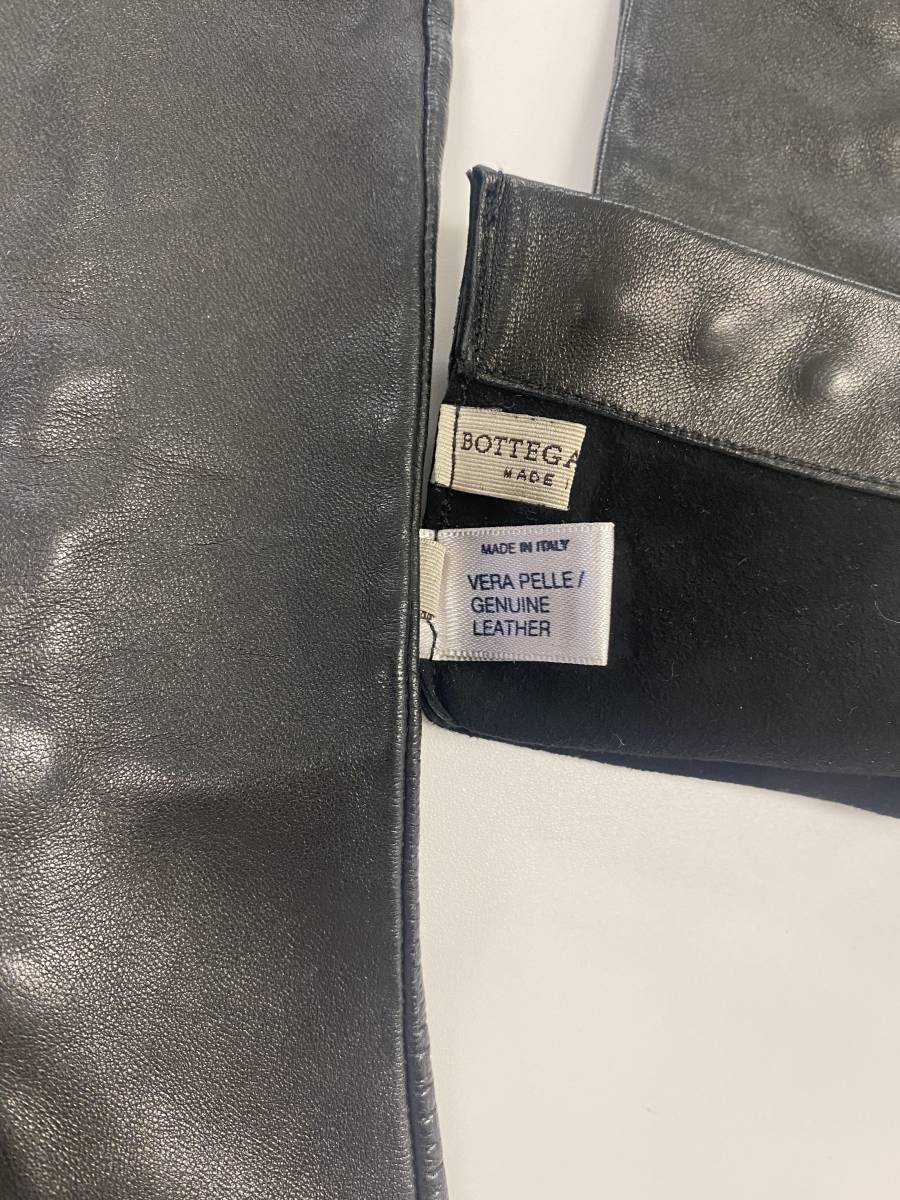 BOTTEGA
MADE
MADE IN ITALY
VERA PELLE /
GENUINE
LEATHER